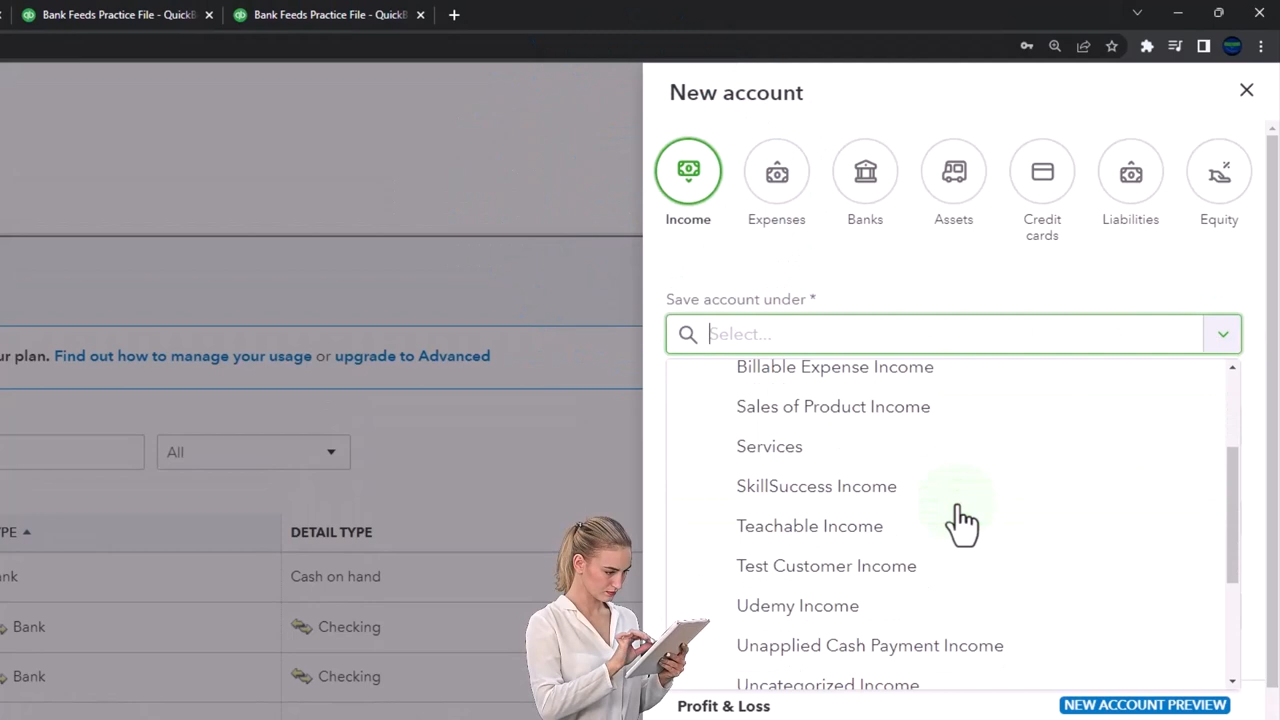 Bank Feeds Practice File - QuickB
Bank Feeds Practice File - QuickB
New account
Income
Expenses
Banks
Assets
Credit
cards
Liabilities
Equity
Save account under *
Select...
Billable Expense Income
Sales of Product Income
Services
SkillSuccess Income
Teachable Income
Test Customer Income
Udemy Income
Unapplied Cash Payment Income
Uncategorized Income
Profit & Loss
NEW ACCOUNT PREVIEW
plan. Find out how to manage your usage or upgrade to Advanced
All
DETAIL TYPE
Cash on hand
Bank
Checking
Bank
Checking